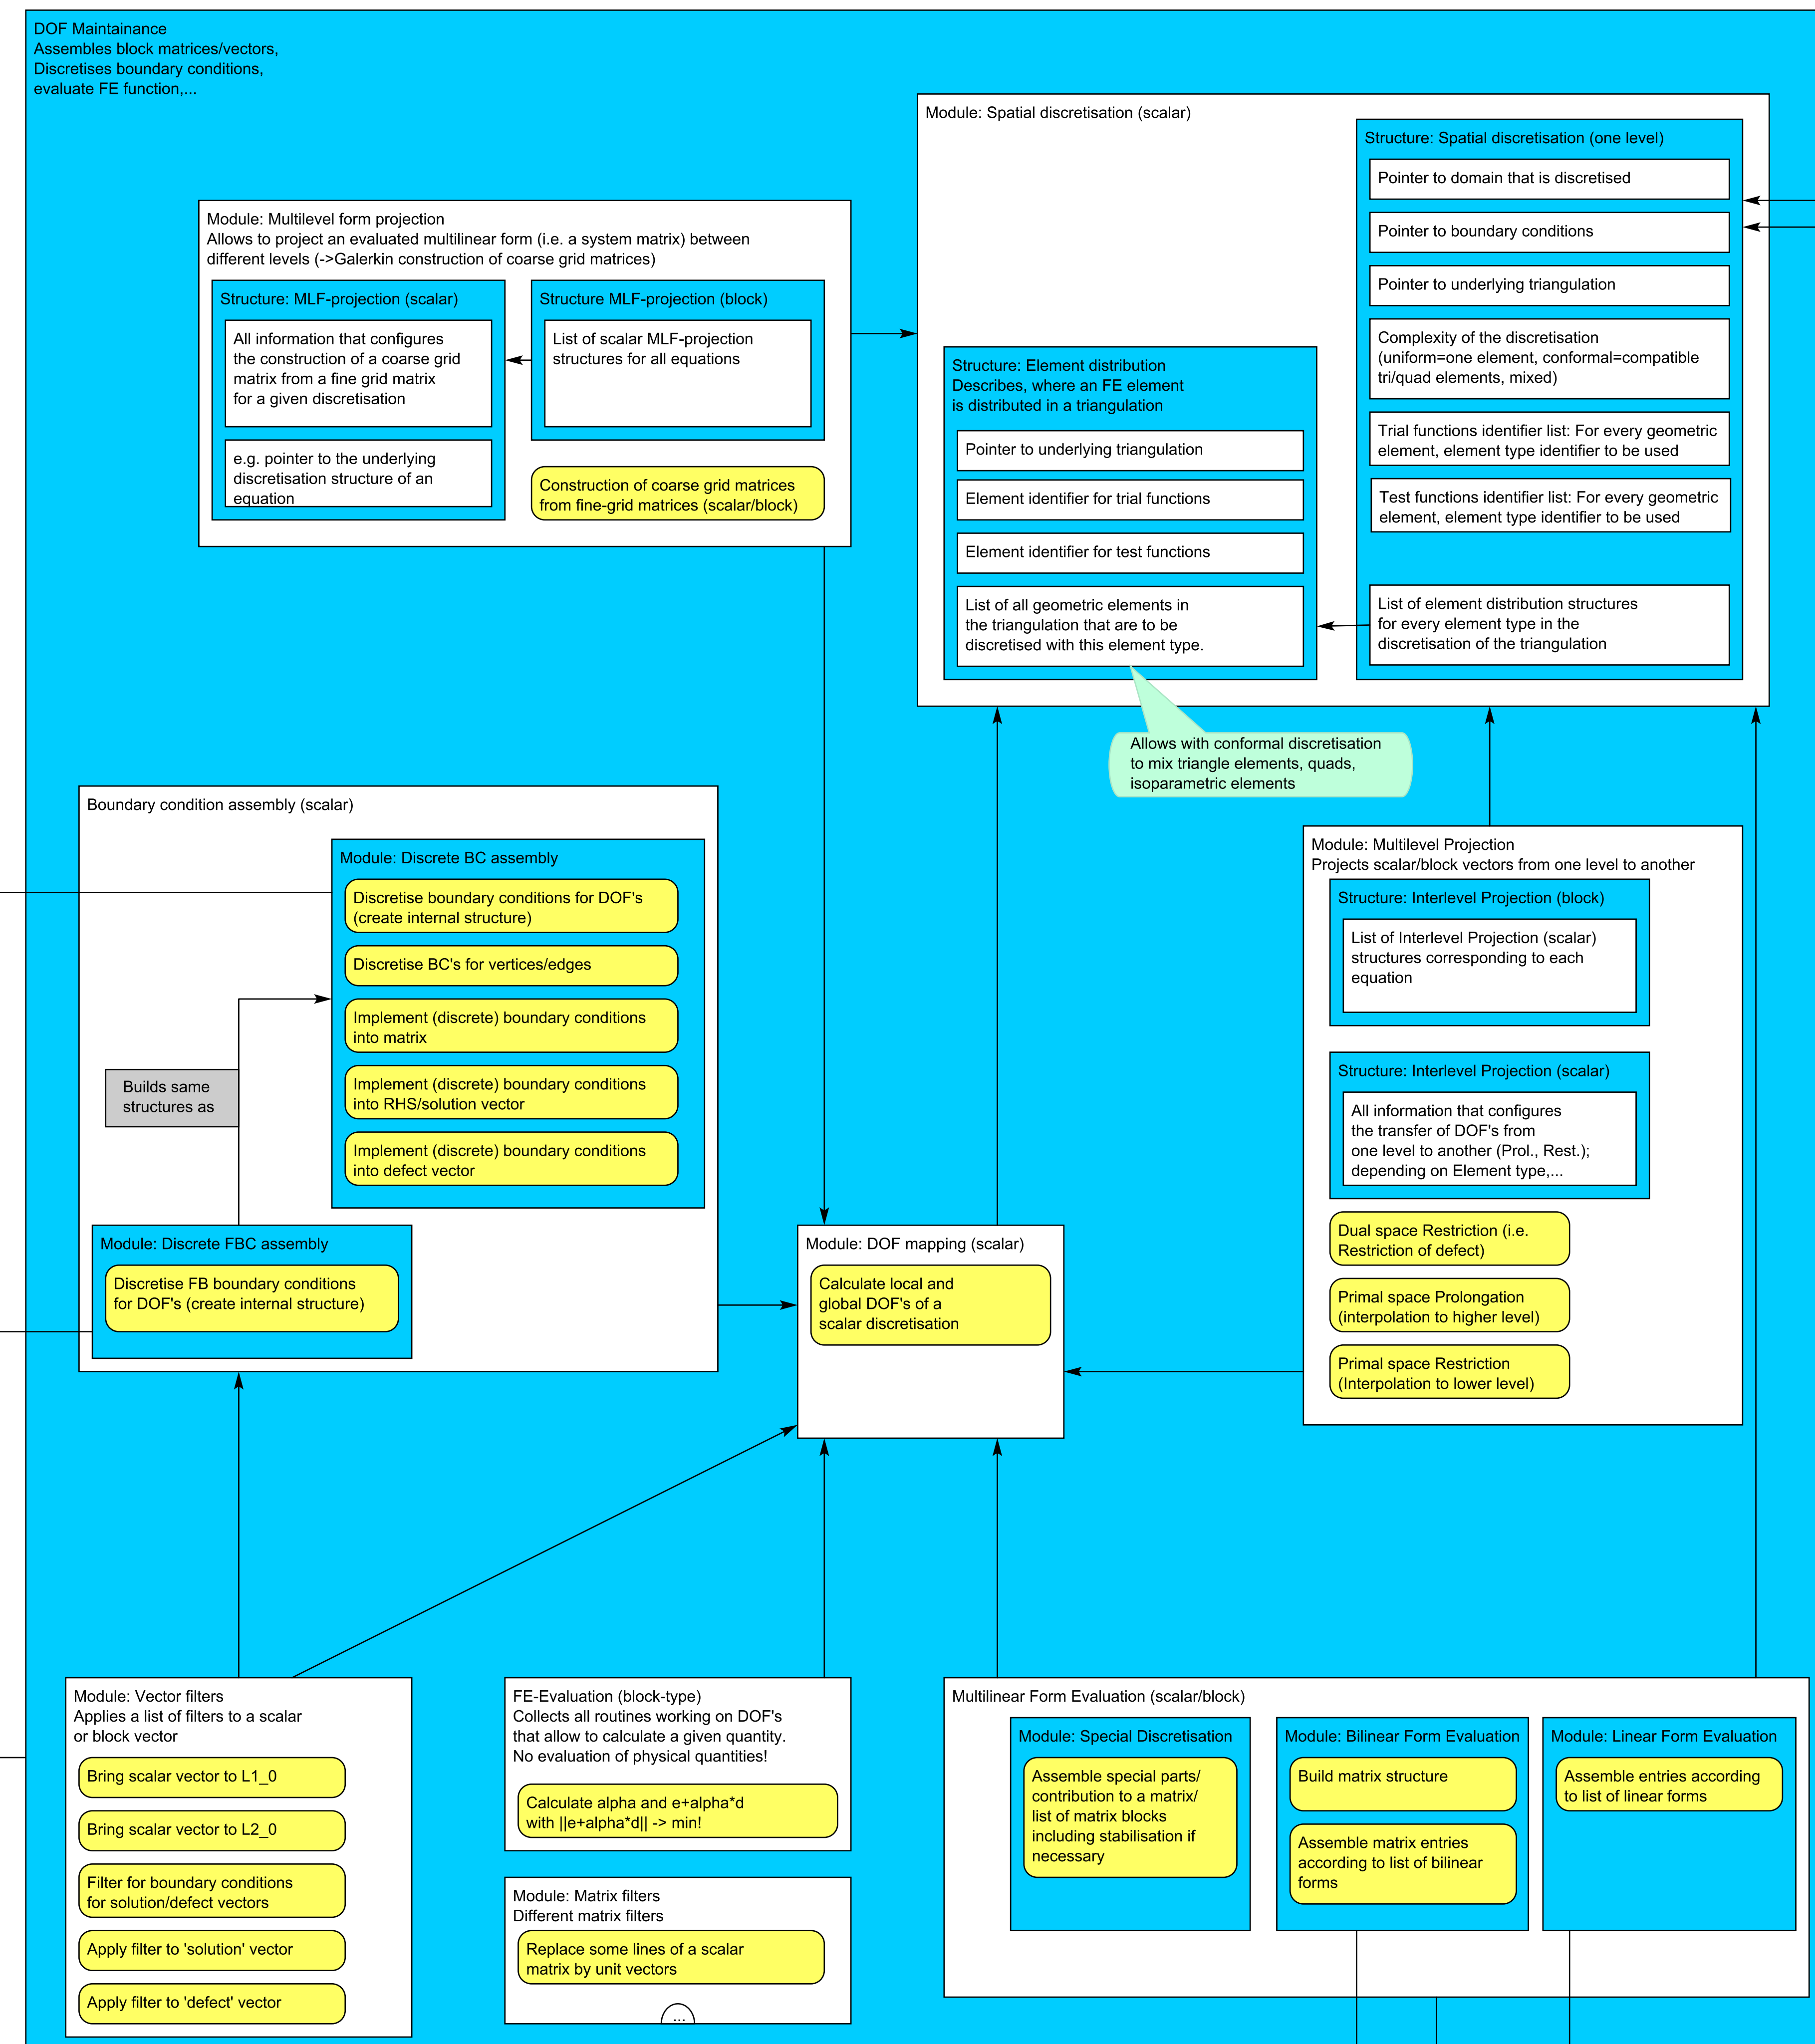 DOF Maintainance
Assembles block matrices/vectors,
Discretises boundary conditions,
evaluate FE function,...
Module: Spatial discretisation (scalar)
Structure: Spatial discretisation (one level)
Pointer to domain that is discretised
Pointer to boundary conditions
Pointer to underlying triangulation
Complexity of the discretisation
(uniform=one element, conformal=compatible
tri/quad elements, mixed)
Trial functions identifier list: For every geometric
element, element type identifier to be used
Test functions identifier list: For every geometric
element, element type identifier to be used
List of element distribution structures
for every element type in the
discretisation of the triangulation
Structure: Element distribution
Describes, where an FE element
is distributed in a triangulation
Pointer to underlying triangulation
Element identifier for trial functions
Element identifier for test functions
List of all geometric elements in
the triangulation that are to be
discretised with this element type.
Allows with conformal discretisation
to mix triangle elements, quads,
isoparametric elements
Module: Multilevel form projection
Allows to project an evaluated multilinear form (i.e. a system matrix) between
different levels (->Galerkin construction of coarse grid matrices)
Structure: MLF-projection (scalar)
All information that configures
the construction of a coarse grid
matrix from a fine grid matrix
for a given discretisation
e.g. pointer to the underlying
discretisation structure of an
equation
Structure MLF-projection (block)
List of scalar MLF-projection
structures for all equations
Construction of coarse grid matrices
from fine-grid matrices (scalar/block)
Boundary condition assembly (scalar)
Module: Discrete BC assembly
Discretise boundary conditions for DOF's
(create internal structure)
Discretise BC's for vertices/edges
Implement (discrete) boundary conditions
into matrix
Implement (discrete) boundary conditions
into RHS/solution vector
Implement (discrete) boundary conditions
into defect vector
Builds same
structures as
Module: Discrete FBC assembly
Discretise FB boundary conditions
for DOF's (create internal structure)
Module: DOF mapping (scalar)
Calculate local and
global DOF's of a
scalar discretisation
Module: Multilevel Projection
Projects scalar/block vectors from one level to another
Structure: Interlevel Projection (block)
List of Interlevel Projection (scalar)
structures corresponding to each
equation
Structure: Interlevel Projection (scalar)
All information that configures
the transfer of DOF's from
one level to another (Prol., Rest.);
depending on Element type,...
Dual space Restriction (i.e.
Restriction of defect)
Primal space Prolongation
(interpolation to higher level)
Primal space Restriction
(Interpolation to lower level)
Module: Vector filters
Applies a list of filters to a scalar
or block vector
Bring scalar vector to L1_0
Bring scalar vector to L2_0
Filter for boundary conditions
for solution/defect vectors
Apply filter to 'solution' vector
Apply filter to 'defect' vector
FE-Evaluation (block-type)
Collects all routines working on DOF's
that allow to calculate a given quantity.
No evaluation of physical quantities!
Calculate alpha and e+alpha*d
with ||e+alpha*d|| -> min!
Module: Matrix filters
Different matrix filters
Replace some lines of a scalar
matrix by unit vectors
...
Multilinear Form Evaluation (scalar/block)
Module: Special Discretisation
Assemble special parts/
contribution to a matrix/
list of matrix blocks
including stabilisation if
necessary
Module: Bilinear Form Evaluation
Build matrix structure
Assemble matrix entries
according to list of bilinear
forms
Module: Linear Form Evaluation
Assemble entries according
to list of linear forms